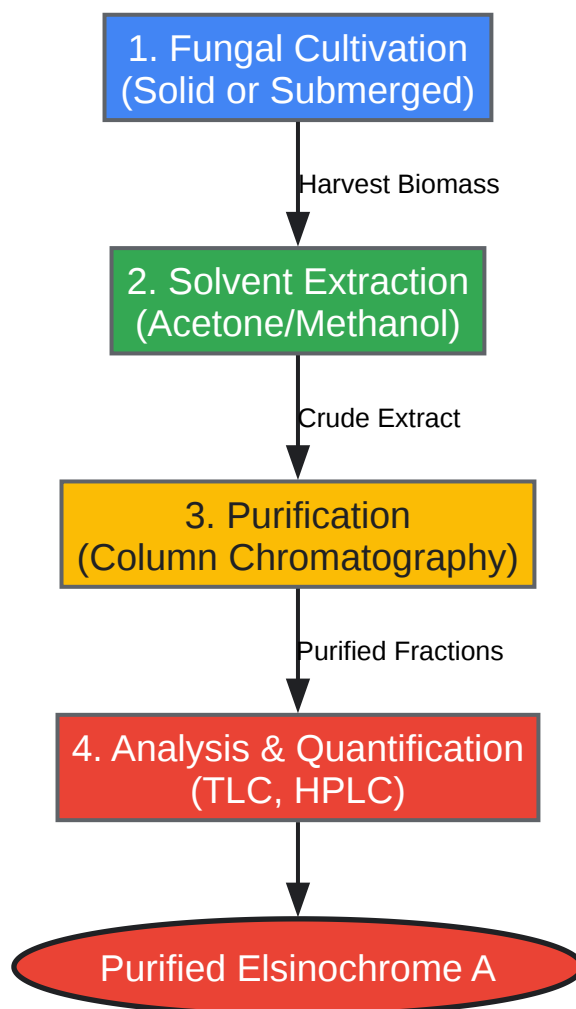 1. Fungal Cultivation
(Solid or Submerged)
Harvest Biomass
2. Solvent Extraction
(Acetone/Methanol)
Crude Extract
3. Purification
(Column Chromatography)
Purified Fractions
4. Analysis & Quantification
(TLC, HPLC)
Purified Elsinochrome A